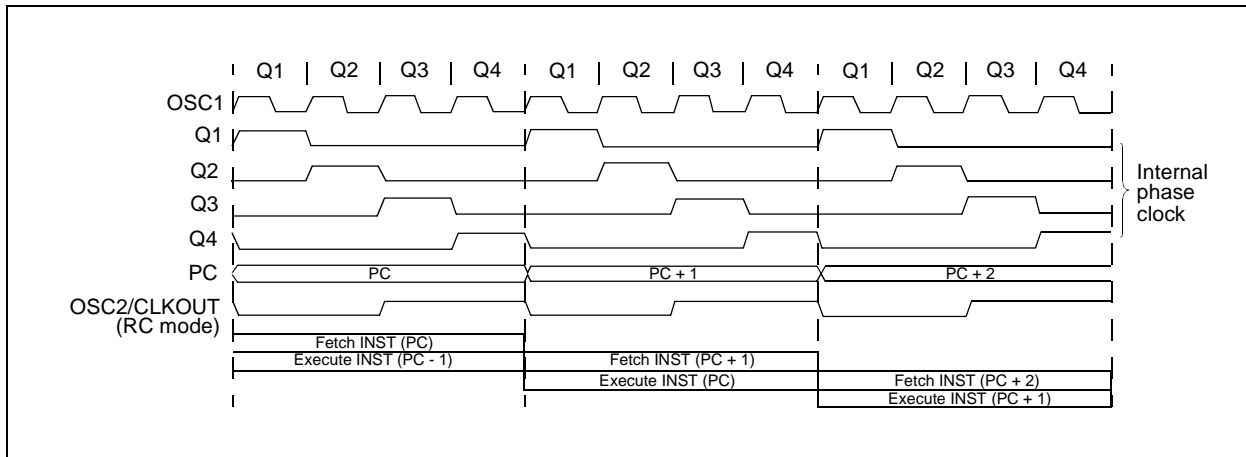 Q1 Q2 Q3 Q4 Q1 Q2 Q3 Q4 Q1 Q2 Q3 Q4
OSC1
Q1
Q2
Q3
Q4
Internal
phase
clock
PC
PC PC + 1 PC + 2
OSC2/CLKOUT
(RC mode)
Fetch INST (PC)
Execute INST (PC - 1) Fetch INST (PC + 1)
Execute INST (PC) Fetch INST (PC + 2)
Execute INST (PC + 1)